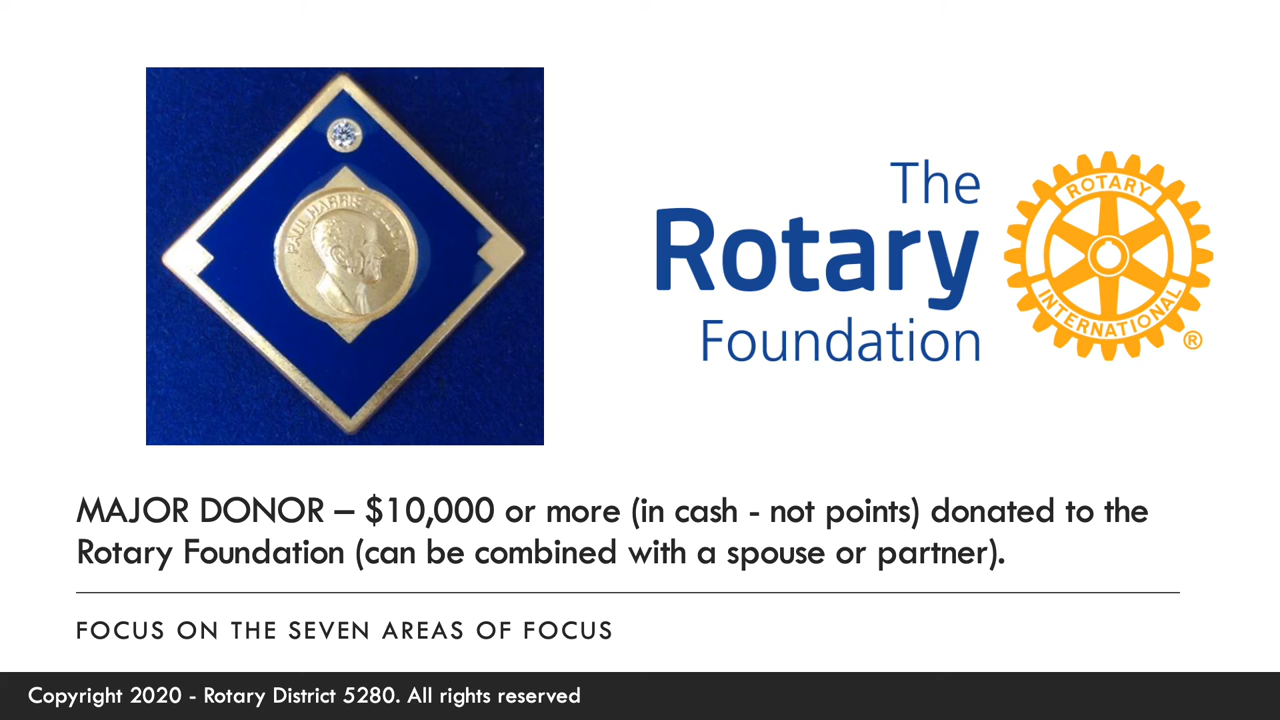 PAUL HARRIS FELLOW
The
Rotary
Foundation
ROTARY
INTERNATIONAL
®
MAJOR DONOR – $10,000 or more (in cash - not points) donated to the
Rotary Foundation (can be combined with a spouse or partner).
FOCUS ON THE SEVEN AREAS OF FOCUS
Copyright 2020 - Rotary District 5280. All rights reserved